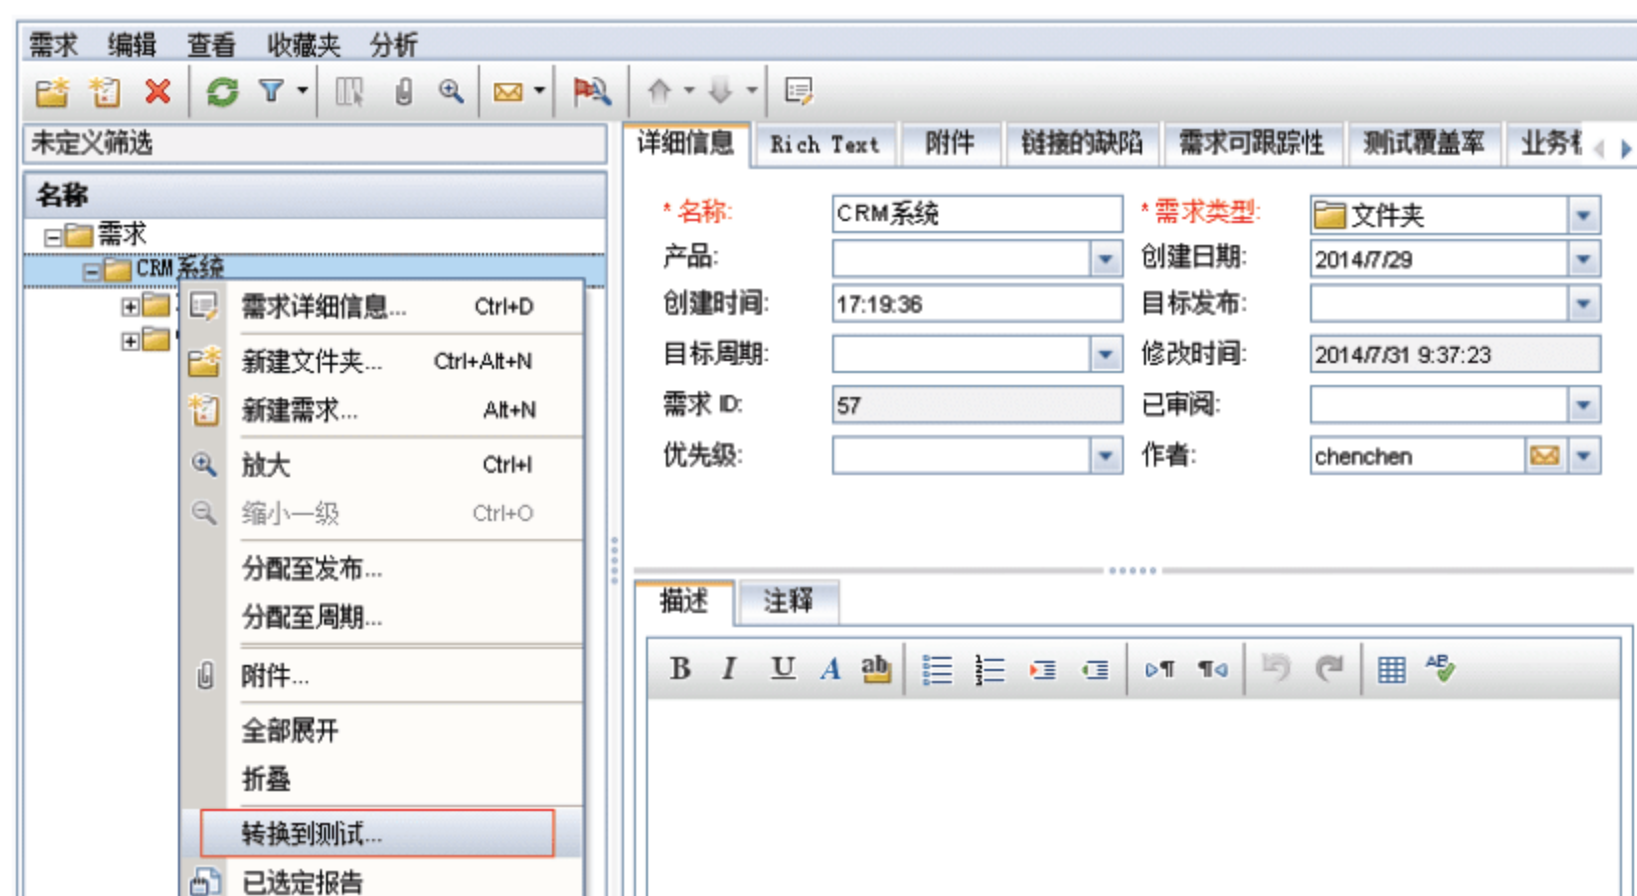 需求 编辑 查看 收藏夹 分析
未定义筛选
名称
需求
CRM系统
需求详细信息... Ctrl+D
新建文件夹... Ctrl+Alt+N
新建需求... Alt+N
放大 Ctrl+I
缩小一级 Ctrl+O
分配至发布...
分配至周期...
附件...
全部展开
折叠
转换到测试...
已选定报告
详细信息 Rich Text 附件 链接的缺陷 需求可跟踪性 测试覆盖率 业务
*名称: CRM系统 *需求类型: 文件夹
产品: 创建日期: 2014/7/29
创建时间: 17:19:36 目标发布:
目标周期: 修改时间: 2014/7/31 9:37:23
需求 ID: 57 已审阅:
优先级: 作者: chenchen
描述 注释
B I U A ab